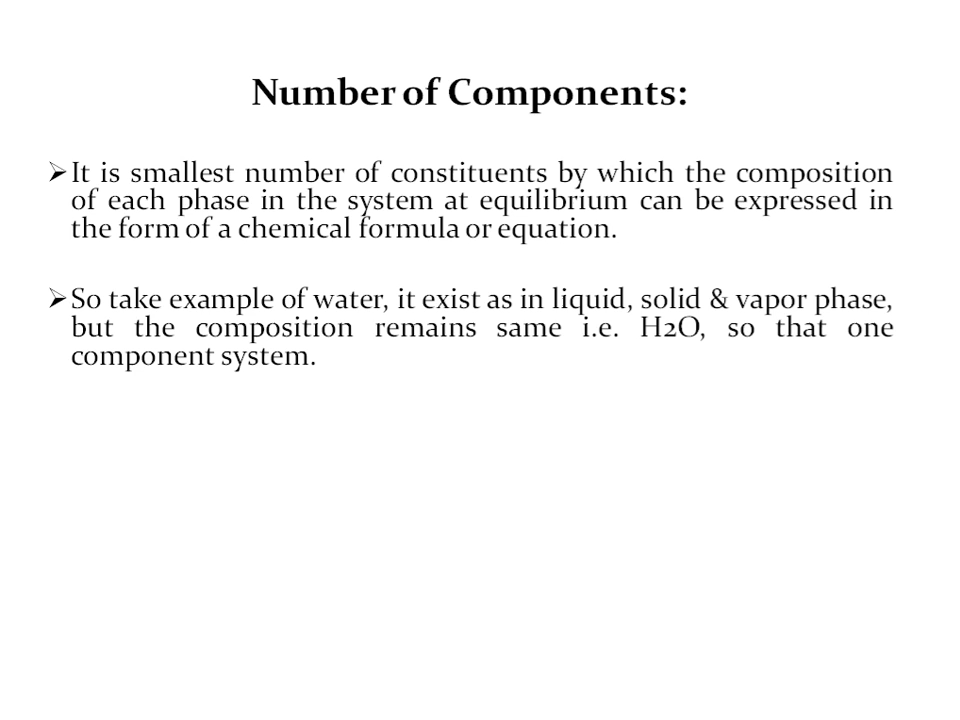 Number of Components:
➢It is smallest number of constituents by which the composition
of each phase in the system at equilibrium can be expressed in
the form of a chemical formula or equation.
➢So take example of water, it exist as in liquid, solid & vapor phase,
but the composition remains same i.e. H2O, so that one
component system.